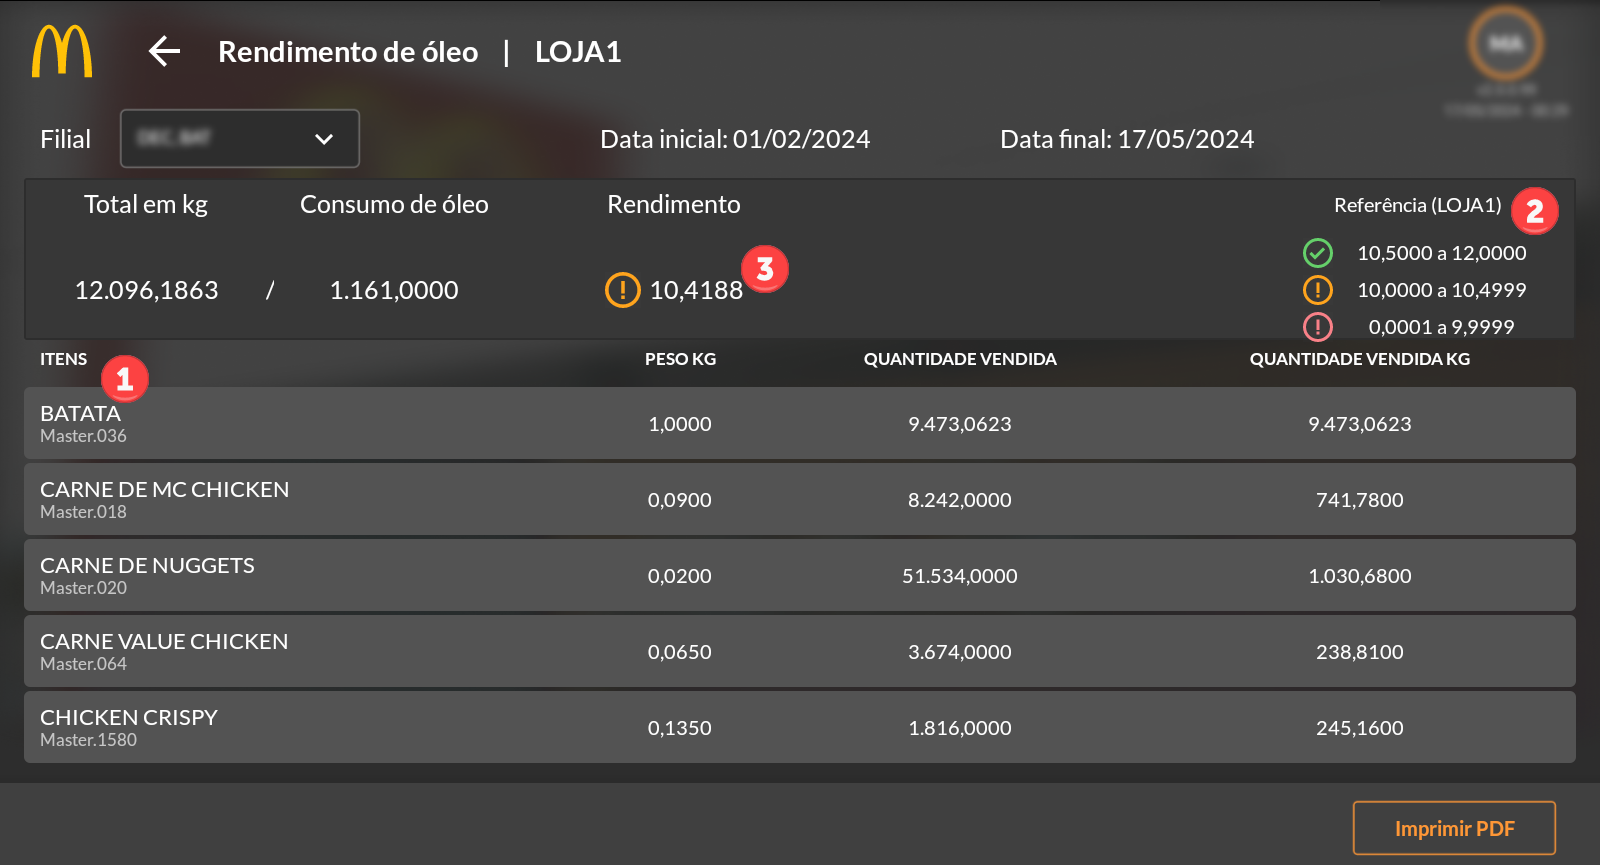 Rendimento de óleo | LOJA1
Filial
Data inicial: 01/02/2024
Data final: 17/05/2024
Total em kg
Consumo de óleo
Rendimento
Referência (LOJA1)
2
12.096,1863 / 1.161,0000
10,4188
3
10,5000 a 12,0000
10,0000 a 10,4999
0,0001 a 9,9999
ITENS PESO KG QUANTIDADE VENDIDA QUANTIDADE VENDIDA KG
1
BATATA
Master.036
1,0000 9.473,0623 9.473,0623
CARNE DE MC CHICKEN
Master.018
0,0900 8.242,0000 741,7800
CARNE DE NUGGETS
Master.020
0,0200 51.534,0000 1.030,6800
CARNE VALUE CHICKEN
Master.064
0,0650 3.674,0000 238,8100
CHICKEN CRISPY
Master.1580
0,1350 1.816,0000 245,1600
Imprimir PDF